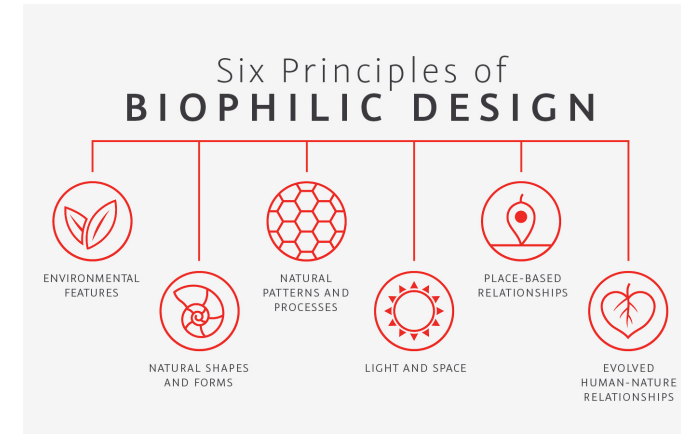 Six Principles of
BIOPHILIC DESIGN
ENVIRONMENTAL
FEATURES
NATURAL SHAPES
AND FORMS
NATURAL
PATTERNS AND
PROCESSES
LIGHT AND SPACE
PLACE-BASED
RELATIONSHIPS
EVOLVED
HUMAN-NATURE
RELATIONSHIPS